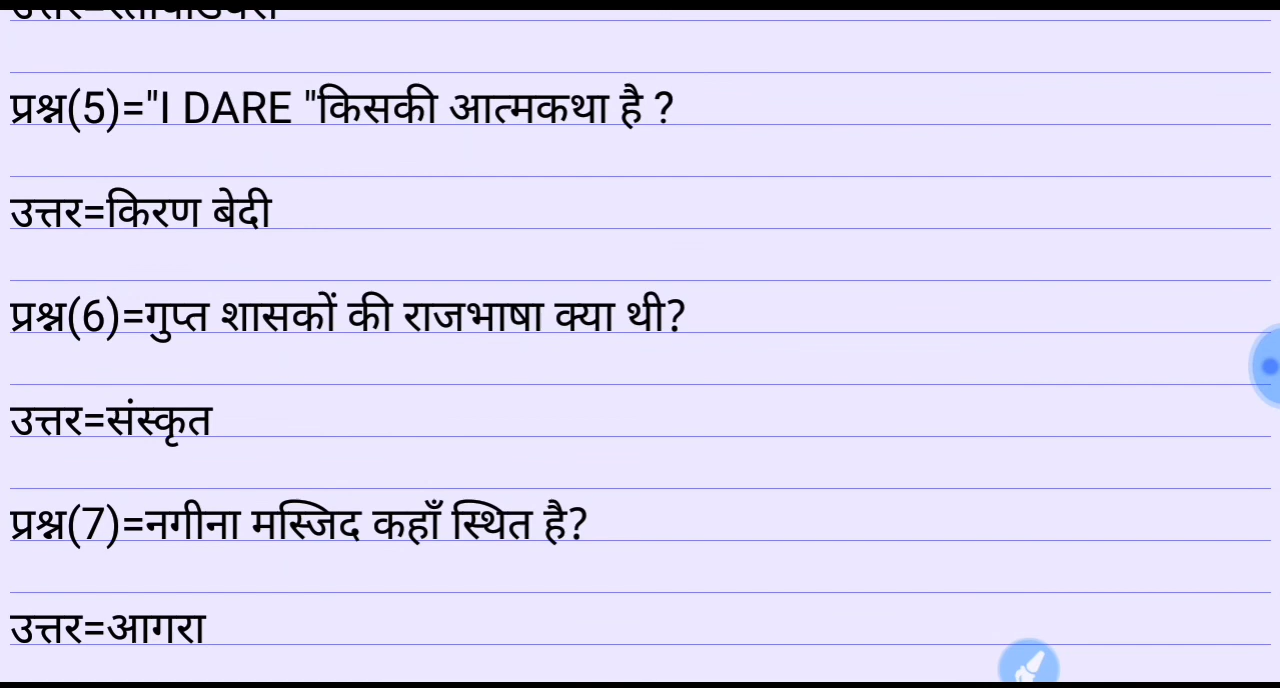 प्रश्न(5)="I DARE "किसकी आत्मकथा है ?
उत्तर=किरण बेदी
प्रश्न(6)=गुप्त शासकों की राजभाषा क्या थी?
उत्तर=संस्कृत
प्रश्न(7)=नगीना मस्जिद कहाँ स्थित है?
उत्तर=आगरा